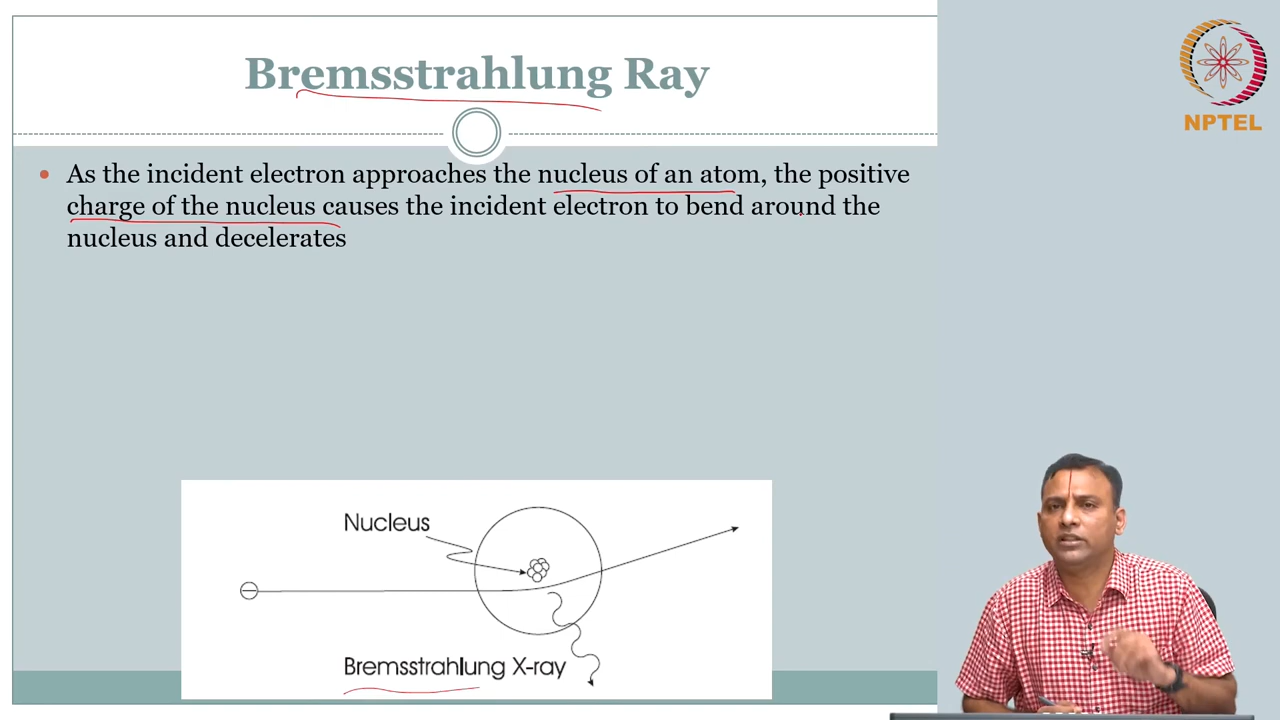 Bremsstrahlung Ray
NPTEL
• As the incident electron approaches the nucleus of an atom, the positive
charge of the nucleus causes the incident electron to bend around the
nucleus and decelerates
Nucleus
Bremsstrahlung X-ray